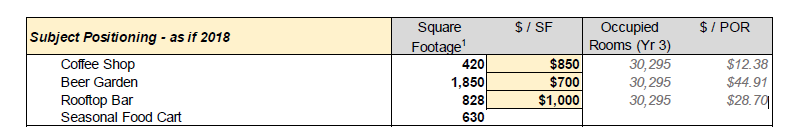 Subject Positioning - as if 2018 Square Footage¹ $ / SF Occupied Rooms (Yr 3) $ / POR
Coffee Shop 420 $850 30,295 $12.38
Beer Garden 1,850 $700 30,295 $44.91
Rooftop Bar 828 $1,000 30,295 $28.70
Seasonal Food Cart 630